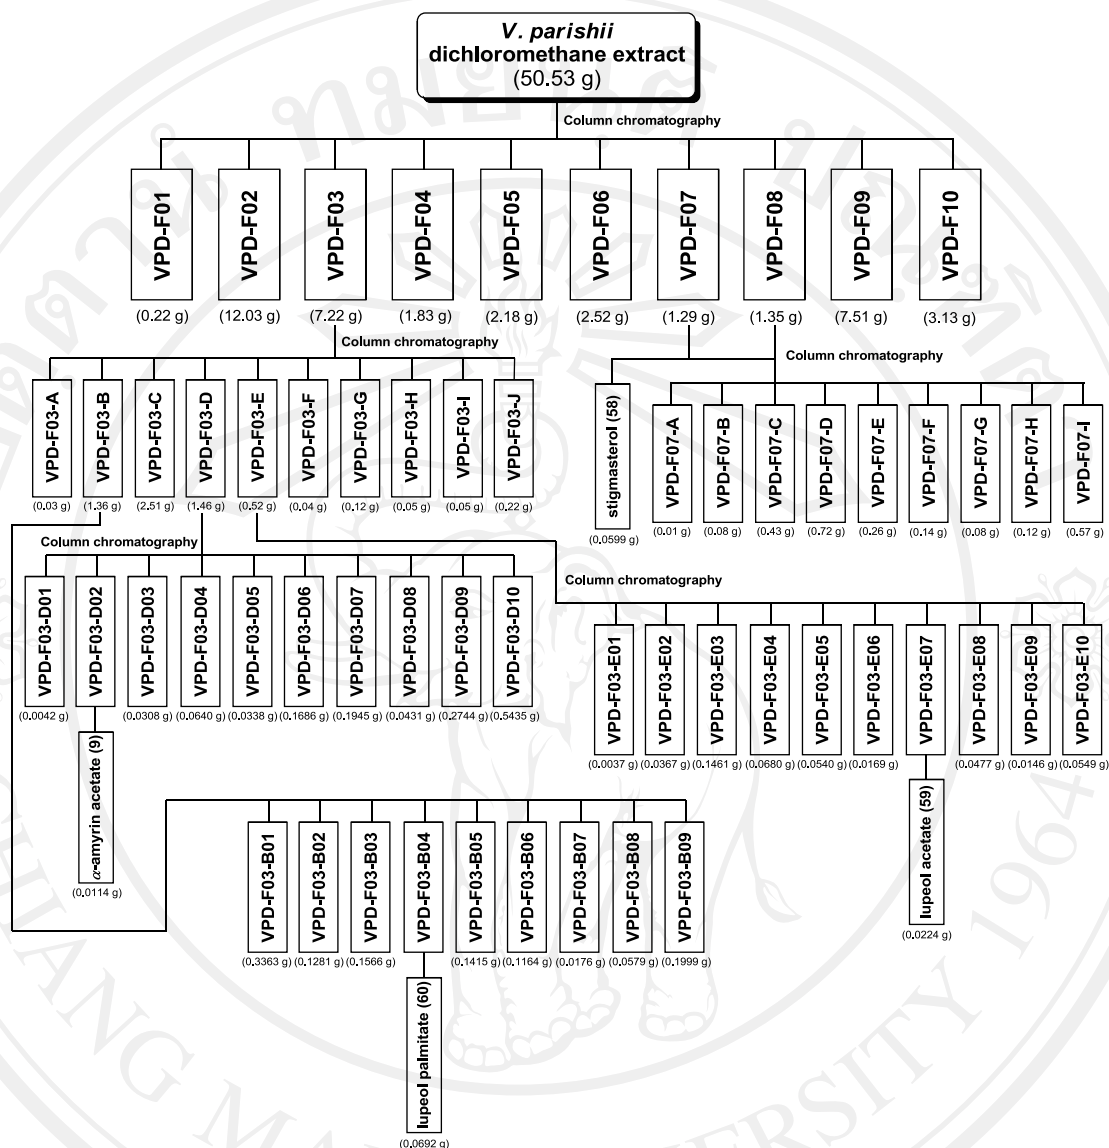 V. parishii
dichloromethane extract
(50.53 g)
Column chromatography
VPD-F01
VPD-F02
VPD-F03
VPD-F04
VPD-F05
VPD-F06
VPD-F07
VPD-F08
VPD-F09
VPD-F10
(0.22 g)
(12.03 g)
(7.22 g)
(1.83 g)
(2.18 g)
(2.52 g)
(1.29 g)
(1.35 g)
(7.51 g)
(3.13 g)
Column chromatography
VPD-F03-A
VPD-F03-B
VPD-F03-C
VPD-F03-D
VPD-F03-E
VPD-F03-F
VPD-F03-G
VPD-F03-H
VPD-F03-I
VPD-F03-J
(0.03 g)
(1.36 g)
(2.51 g)
(1.46 g)
(0.52 g)
(0.04 g)
(0.12 g)
(0.05 g)
(0.05 g)
(0.22 g)
Column chromatography
stigmasterol (58)
(0.0599 g)
VPD-F07-A
VPD-F07-B
VPD-F07-C
VPD-F07-D
VPD-F07-E
VPD-F07-F
VPD-F07-G
VPD-F07-H
VPD-F07-I
(0.01 g)
(0.08 g)
(0.43 g)
(0.72 g)
(0.26 g)
(0.14 g)
(0.08 g)
(0.12 g)
(0.57 g)
Column chromatography
VPD-F03-D01
VPD-F03-D02
VPD-F03-D03
VPD-F03-D04
VPD-F03-D05
VPD-F03-D06
VPD-F03-D07
VPD-F03-D08
VPD-F03-D09
VPD-F03-D10
(0.0042 g)
(0.0308 g)
(0.0640 g)
(0.0338 g)
(0.1686 g)
(0.1945 g)
(0.0431 g)
(0.2744 g)
(0.5435 g)
α-amyrin acetate (9)
(0.0114 g)
Column chromatography
VPD-F03-E01
VPD-F03-E02
VPD-F03-E03
VPD-F03-E04
VPD-F03-E05
VPD-F03-E06
VPD-F03-E07
VPD-F03-E08
VPD-F03-E09
VPD-F03-E10
(0.0037 g)
(0.0367 g)
(0.1461 g)
(0.0680 g)
(0.0540 g)
(0.0169 g)
(0.0477 g)
(0.0146 g)
(0.0549 g)
lupeol acetate (59)
(0.0224 g)
VPD-F03-B01
VPD-F03-B02
VPD-F03-B03
VPD-F03-B04
VPD-F03-B05
VPD-F03-B06
VPD-F03-B07
VPD-F03-B08
VPD-F03-B09
(0.3363 g)
(0.1281 g)
(0.1566 g)
(0.1415 g)
(0.1164 g)
(0.0176 g)
(0.0579 g)
(0.1999 g)
lupeol palmitate (60)
(0.0692 g)